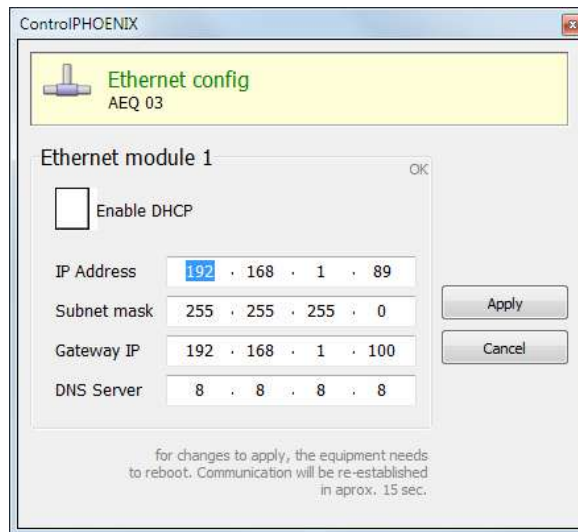 ControlPHOENIX
Ethernet config
AEQ 03
Ethernet module 1
OK
Enable DHCP
IP Address 192 . 168 . 1 . 89
Subnet mask 255 . 255 . 255 . 0
Apply
Gateway IP 192 . 168 . 1 . 100
Cancel
DNS Server 8 . 8 . 8 . 8
for changes to apply, the equipment needs
to reboot. Communication will be re-established
in aprox. 15 sec.